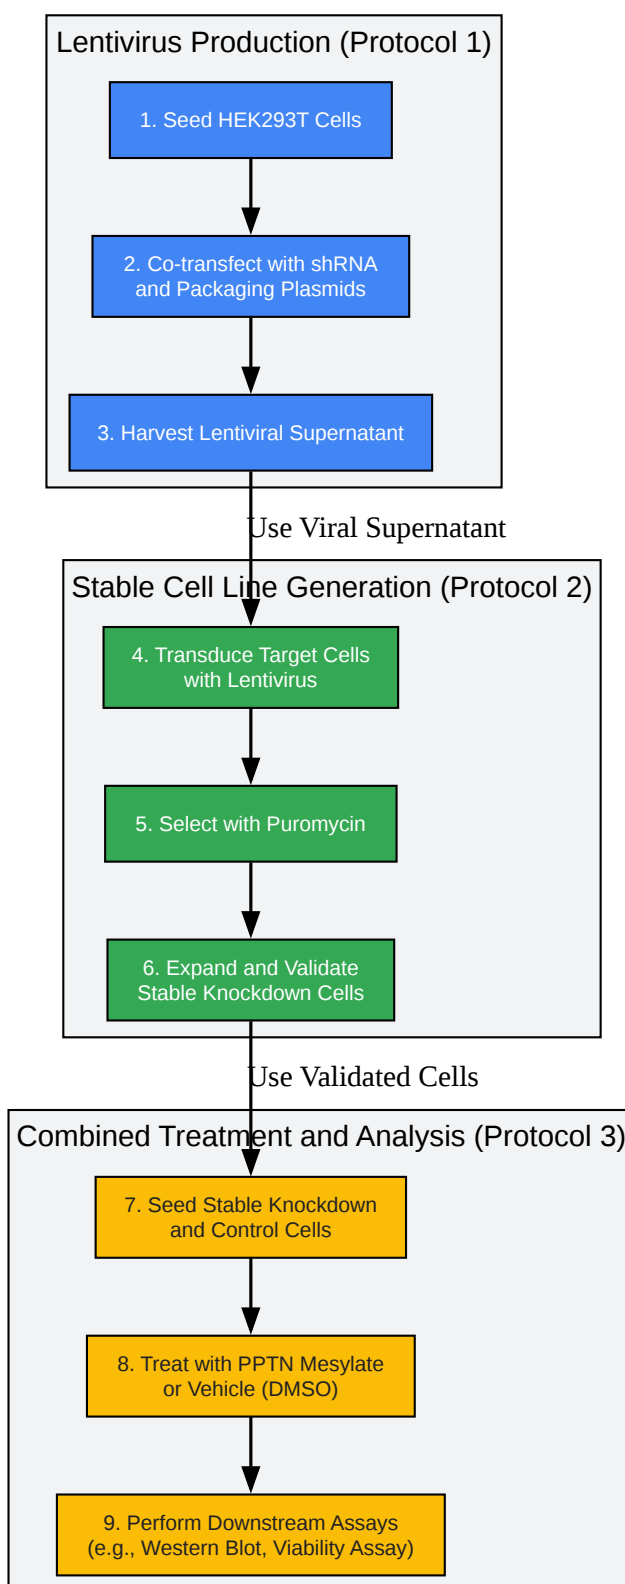 Lentivirus Production (Protocol 1)
1. Seed HEK293T Cells
2. Co-transfect with shRNA
and Packaging Plasmids
3. Harvest Lentiviral Supernatant
Use Viral Supernatant
Stable Cell Line Generation (Protocol 2)
4. Transduce Target Cells
with Lentivirus
5. Select with Puromycin
6. Expand and Validate
Stable Knockdown Cells
Use Validated Cells
Combined Treatment and Analysis (Protocol 3)
7. Seed Stable Knockdown
and Control Cells
8. Treat with PPTN Mesylate
or Vehicle (DMSO)
9. Perform Downstream Assays
(e.g., Western Blot, Viability Assay)